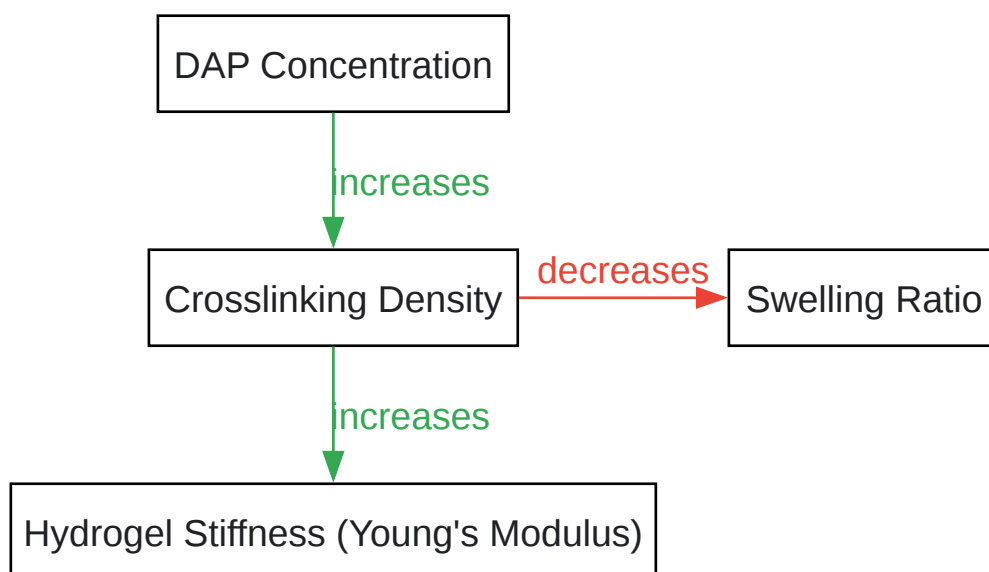 DAP Concentration
increases
decreases
Crosslinking Density
Swelling Ratio
increases
Hydrogel Stiffness (Young's Modulus)